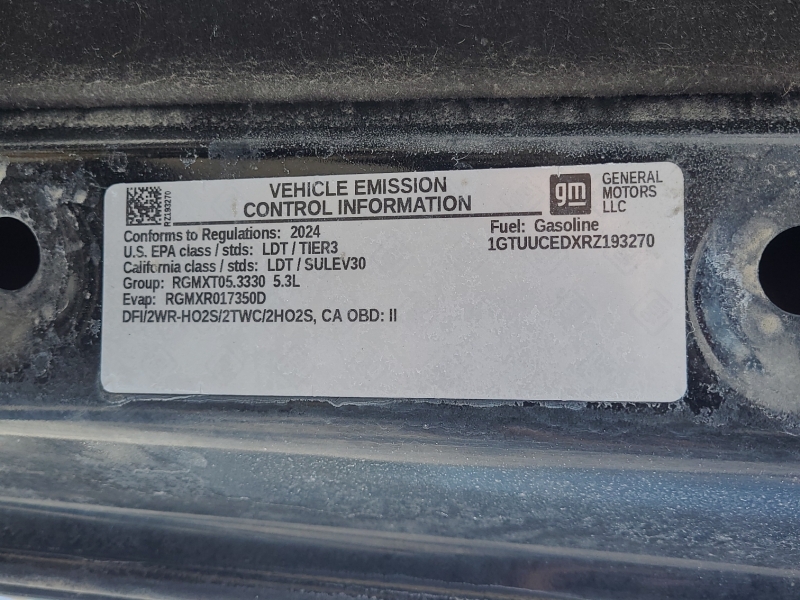 RZ193270
VEHICLE EMISSION
CONTROL INFORMATION
gm
GENERAL
MOTORS
LLC
Conforms to Regulations: 2024
U.S. EPA class / stds: LDT / TIER3
California class / stds: LDT / SULEV30
Group: RGMXT05.3330 5.3L
Evap: RGMXR017350D
DFI/2WR-HO2S/2TWC/2HO2S, CA OBD: II
Fuel: Gasoline
1GTUUCEDXRZ193270